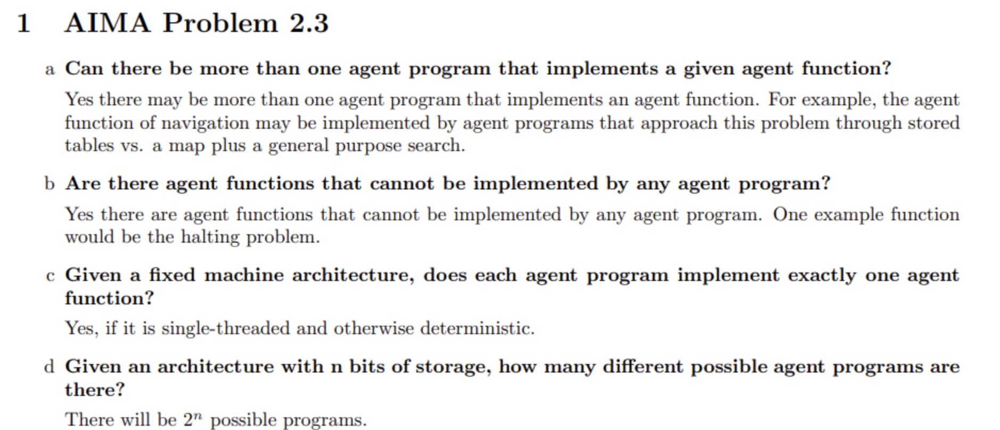 1 AIMA Problem 2.3
a Can there be more than one agent program that implements a given agent function?
Yes there may be more than one agent program that implements an agent function. For example, the agent
function of navigation may be implemented by agent programs that approach this problem through stored
tables vs. a map plus a general purpose search.
b Are there agent functions that cannot be implemented by any agent program?
Yes there are agent functions that cannot be implemented by any agent program. One example function
would be the halting problem.
c Given a fixed machine architecture, does each agent program implement exactly one agent
function?
Yes, if it is single-threaded and otherwise deterministic.
d Given an architecture with n bits of storage, how many different possible agent programs are
there?
There will be 2ⁿ possible programs.